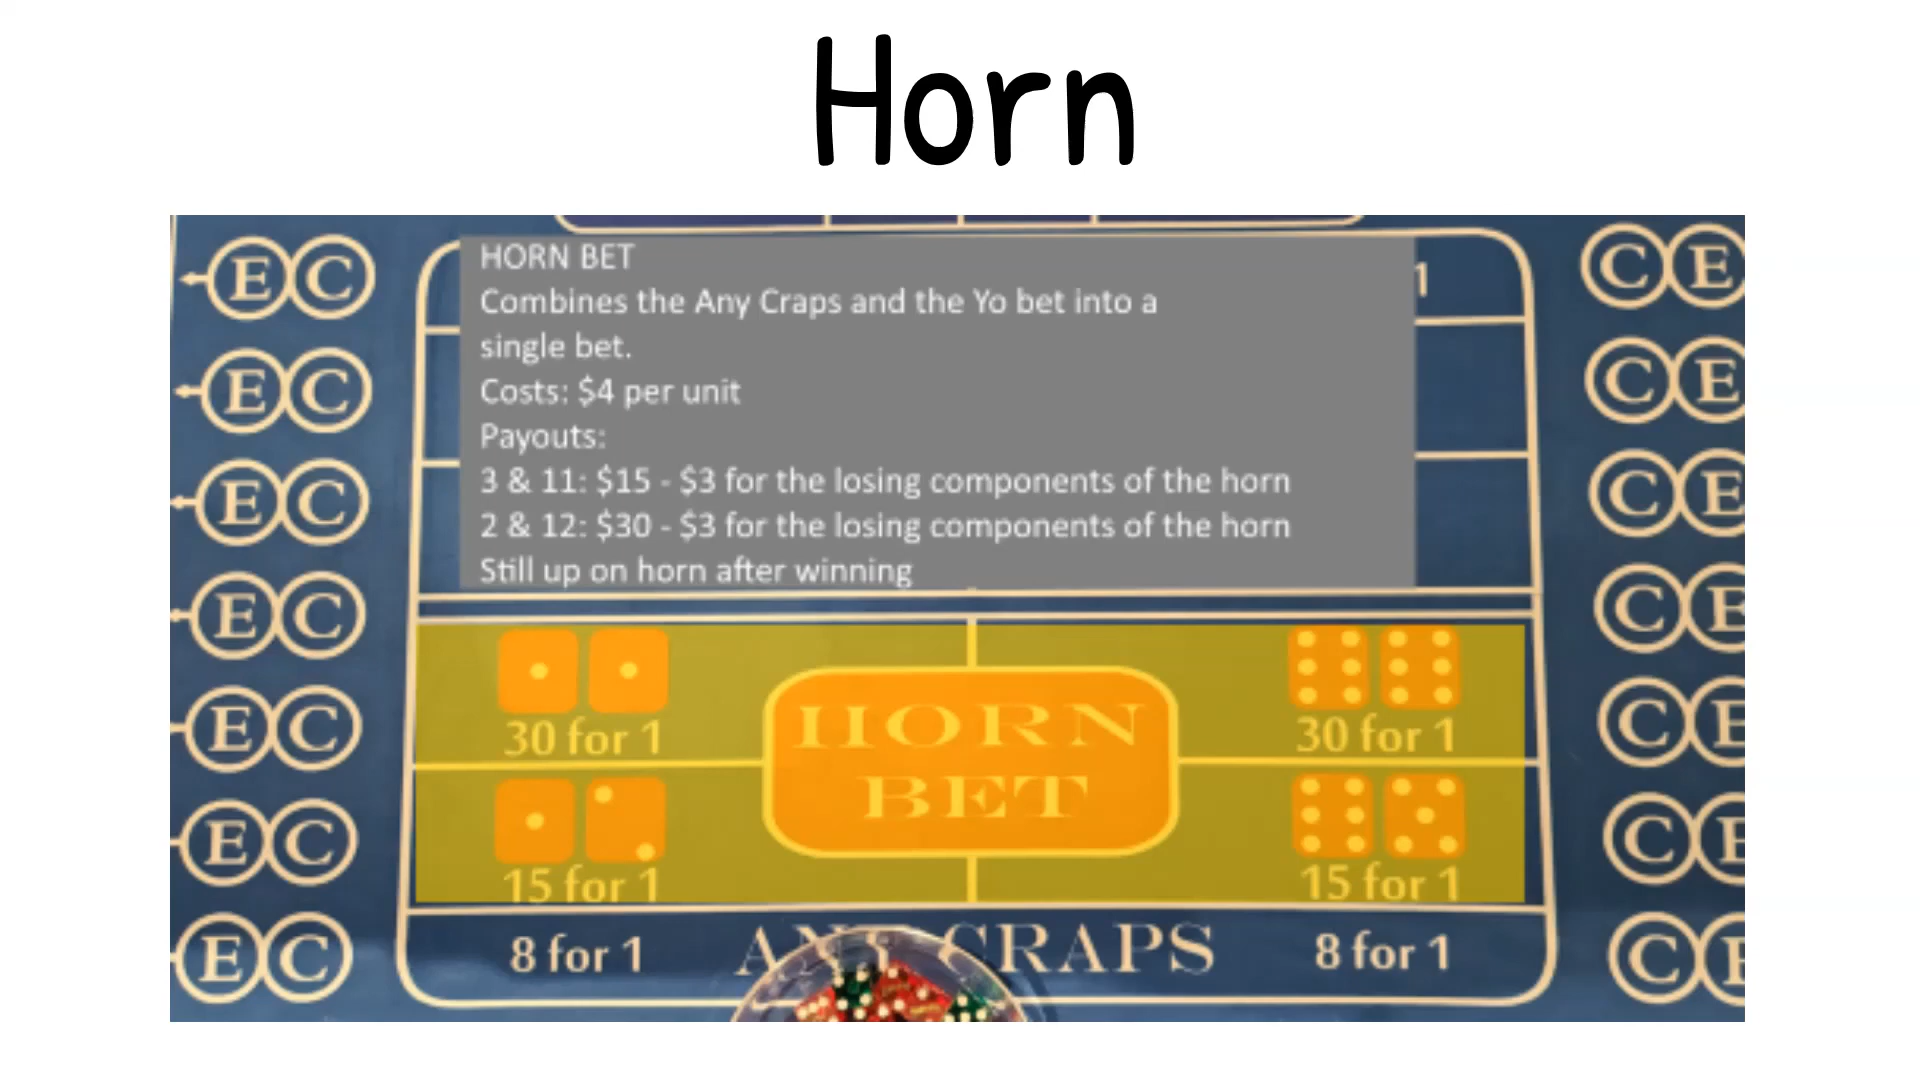 Horn
HORN BET
Combines the Any Craps and the Yo bet into a
single bet.
Costs: $4 per unit
Payouts:
3 & 11: $15 - $3 for the losing components of the horn
2 & 12: $30 - $3 for the losing components of the horn
Still up on horn after winning
1
E C
C E
E C
C E
E C
C E
E C
C E
E C
C E
E C
C E
E C
C E
30 for 1
HORN
BET
30 for 1
15 for 1
15 for 1
8 for 1
ANY CRAPS
8 for 1